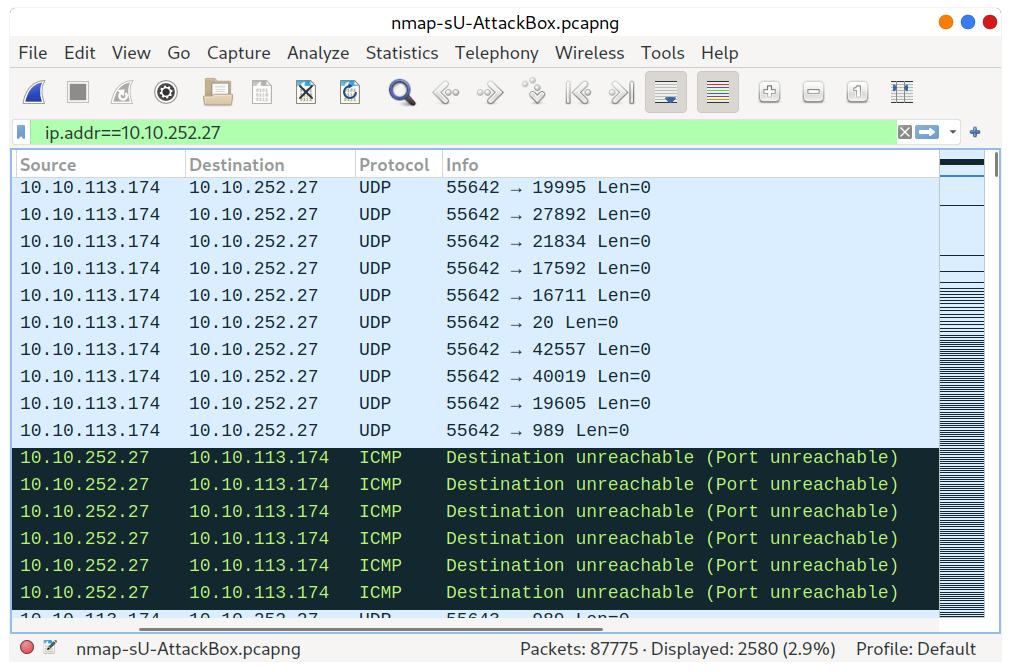 nmap-sU-AttackBox.pcapng
File Edit View Go Capture Analyze Statistics Telephony Wireless Tools Help
ip.addr==10.10.252.27
Source Destination Protocol Info
10.10.113.174 10.10.252.27 UDP 55642 → 19995 Len=0
10.10.113.174 10.10.252.27 UDP 55642 → 27892 Len=0
10.10.113.174 10.10.252.27 UDP 55642 → 21834 Len=0
10.10.113.174 10.10.252.27 UDP 55642 → 17592 Len=0
10.10.113.174 10.10.252.27 UDP 55642 → 16711 Len=0
10.10.113.174 10.10.252.27 UDP 55642 → 20 Len=0
10.10.113.174 10.10.252.27 UDP 55642 → 42557 Len=0
10.10.113.174 10.10.252.27 UDP 55642 → 40019 Len=0
10.10.113.174 10.10.252.27 UDP 55642 → 19605 Len=0
10.10.113.174 10.10.252.27 UDP 55642 → 989 Len=0
10.10.252.27 10.10.113.174 ICMP Destination unreachable (Port unreachable)
10.10.252.27 10.10.113.174 ICMP Destination unreachable (Port unreachable)
10.10.252.27 10.10.113.174 ICMP Destination unreachable (Port unreachable)
10.10.252.27 10.10.113.174 ICMP Destination unreachable (Port unreachable)
10.10.252.27 10.10.113.174 ICMP Destination unreachable (Port unreachable)
10.10.252.27 10.10.113.174 ICMP Destination unreachable (Port unreachable)
nmap-sU-AttackBox.pcapng Packets: 87775 · Displayed: 2580 (2.9%) Profile: Default